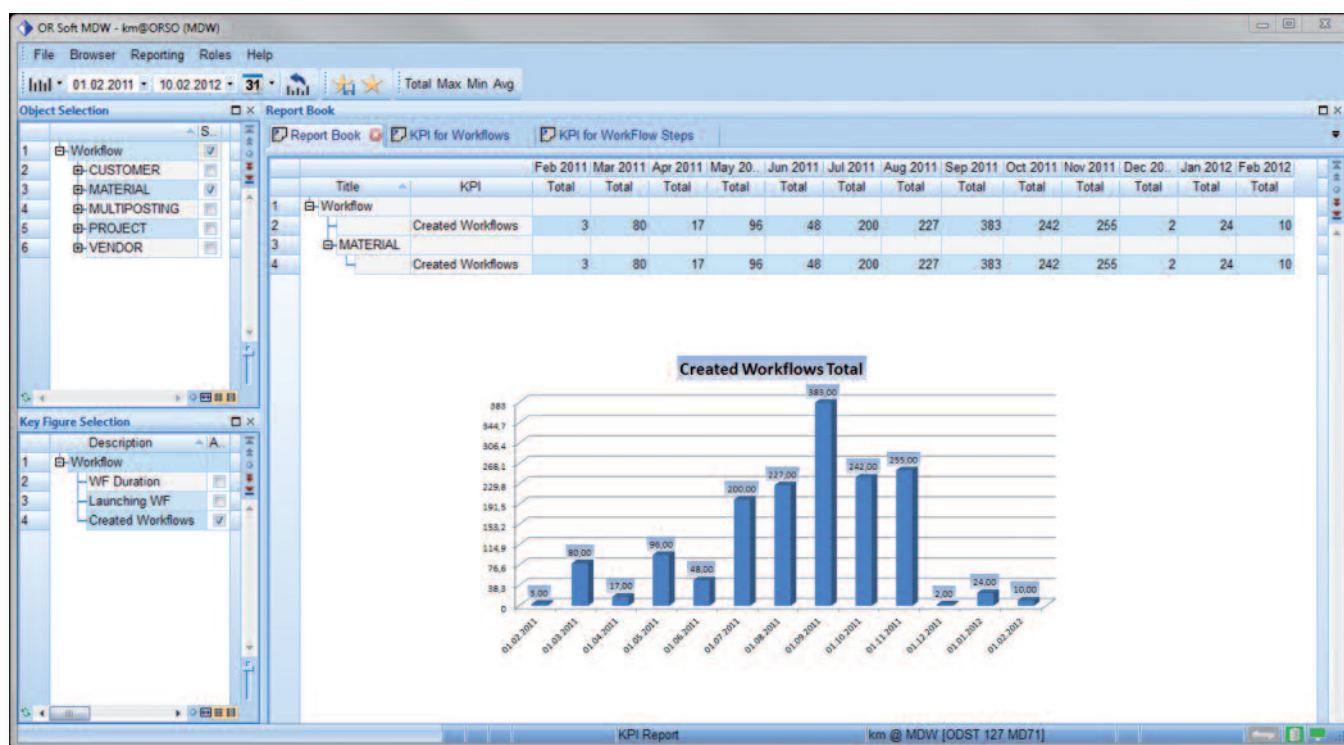 OR Soft MDW - km@ORSO (MDW)
File Browser Reporting Roles Help
01.02.2011 - 10.02.2012 31 Total Max Min Avg
Object Selection
S..
1 Workflow
2 CUSTOMER
3 MATERIAL
4 MULTIPOSTING
5 PROJECT
6 VENDOR
Key Figure Selection
Description A..
1 Workflow
2 WF Duration
3 Launching WF
4 Created Workflows
Report Book
Report Book KPI for Workflows KPI for WorkFlow Steps
Feb 2011 Mar 2011 Apr 2011 May 20.. Jun 2011 Jul 2011 Aug 2011 Sep 2011 Oct 2011 Nov 2011 Dec 20.. Jan 2012 Feb 2012
Title KPI Total Total Total Total Total Total Total Total Total Total Total Total Total
1 Workflow
2 Created Workflows 3 80 17 96 48 200 227 383 242 255 2 24 10
3 MATERIAL
4 Created Workflows 3 80 17 96 48 200 227 383 242 255 2 24 10
Created Workflows Total
383
344,7
306,4
268,1
229,8
191,5
153,2
114,9
76,6
38,3
0
3,00 80,00 17,00 96,00 48,00 200,00 227,00 383,00 242,00 255,00 2,00 24,00 10,00
01.02.2011 01.03.2011 01.04.2011 01.05.2011 01.06.2011 01.07.2011 01.08.2011 01.09.2011 01.10.2011 01.11.2011 01.12.2011 01.01.2012 01.02.2012
KPI Report km @ MDW [ODST 127 MD71]